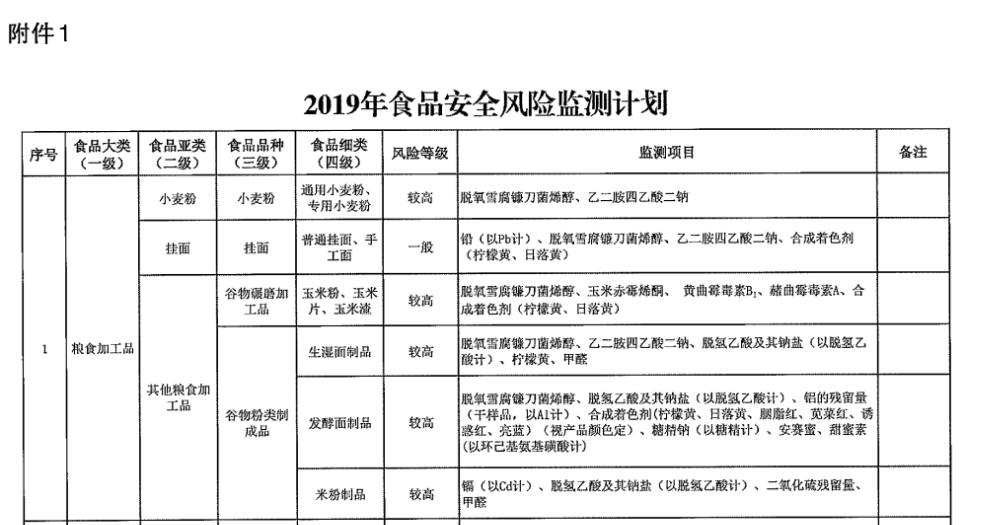 附件1
2019年食品安全风险监测计划
序号 食品大类（一级） 食品亚类（二级） 食品品种（三级） 食品细类（四级） 风险等级 监测项目 备注
1 粮食加工品
小麦粉 小麦粉 通用小麦粉、专用小麦粉 较高 脱氧雪腐镰刀菌烯醇、乙二胺四乙酸二钠
挂面 挂面 普通挂面、手工面 一般 铅（以Pb计）、脱氧雪腐镰刀菌烯醇、乙二胺四乙酸二钠、合成着色剂
（柠檬黄、日落黄）
其他粮食加工品
谷物碾磨加工品 玉米粉、玉米片、玉米渣 较高 脱氧雪腐镰刀菌烯醇、玉米赤霉烯酮、 黄曲霉毒素B₁、赭曲霉毒素A、合
成着色剂（柠檬黄、日落黄）
谷物粉类制成品
生湿面制品 较高 脱氧雪腐镰刀菌烯醇、乙二胺四乙酸二钠、脱氢乙酸及其钠盐（以脱氢乙
酸计）、柠檬黄、甲醛
发酵面制品 较高 脱氧雪腐镰刀菌烯醇、脱氢乙酸及其钠盐（以脱氢乙酸计）、铝的残留量
（干样品，以Al计）、合成着色剂(柠檬黄、日落黄、胭脂红、苋菜红、诱
惑红、亮蓝）（视产品颜色定）、糖精钠（以糖精计）、安赛蜜、甜蜜素
(以环己基氨基磺酸计)
米粉制品 较高 镉（以Cd计）、脱氢乙酸及其钠盐（以脱氢乙酸计）、二氧化硫残留量、
甲醛